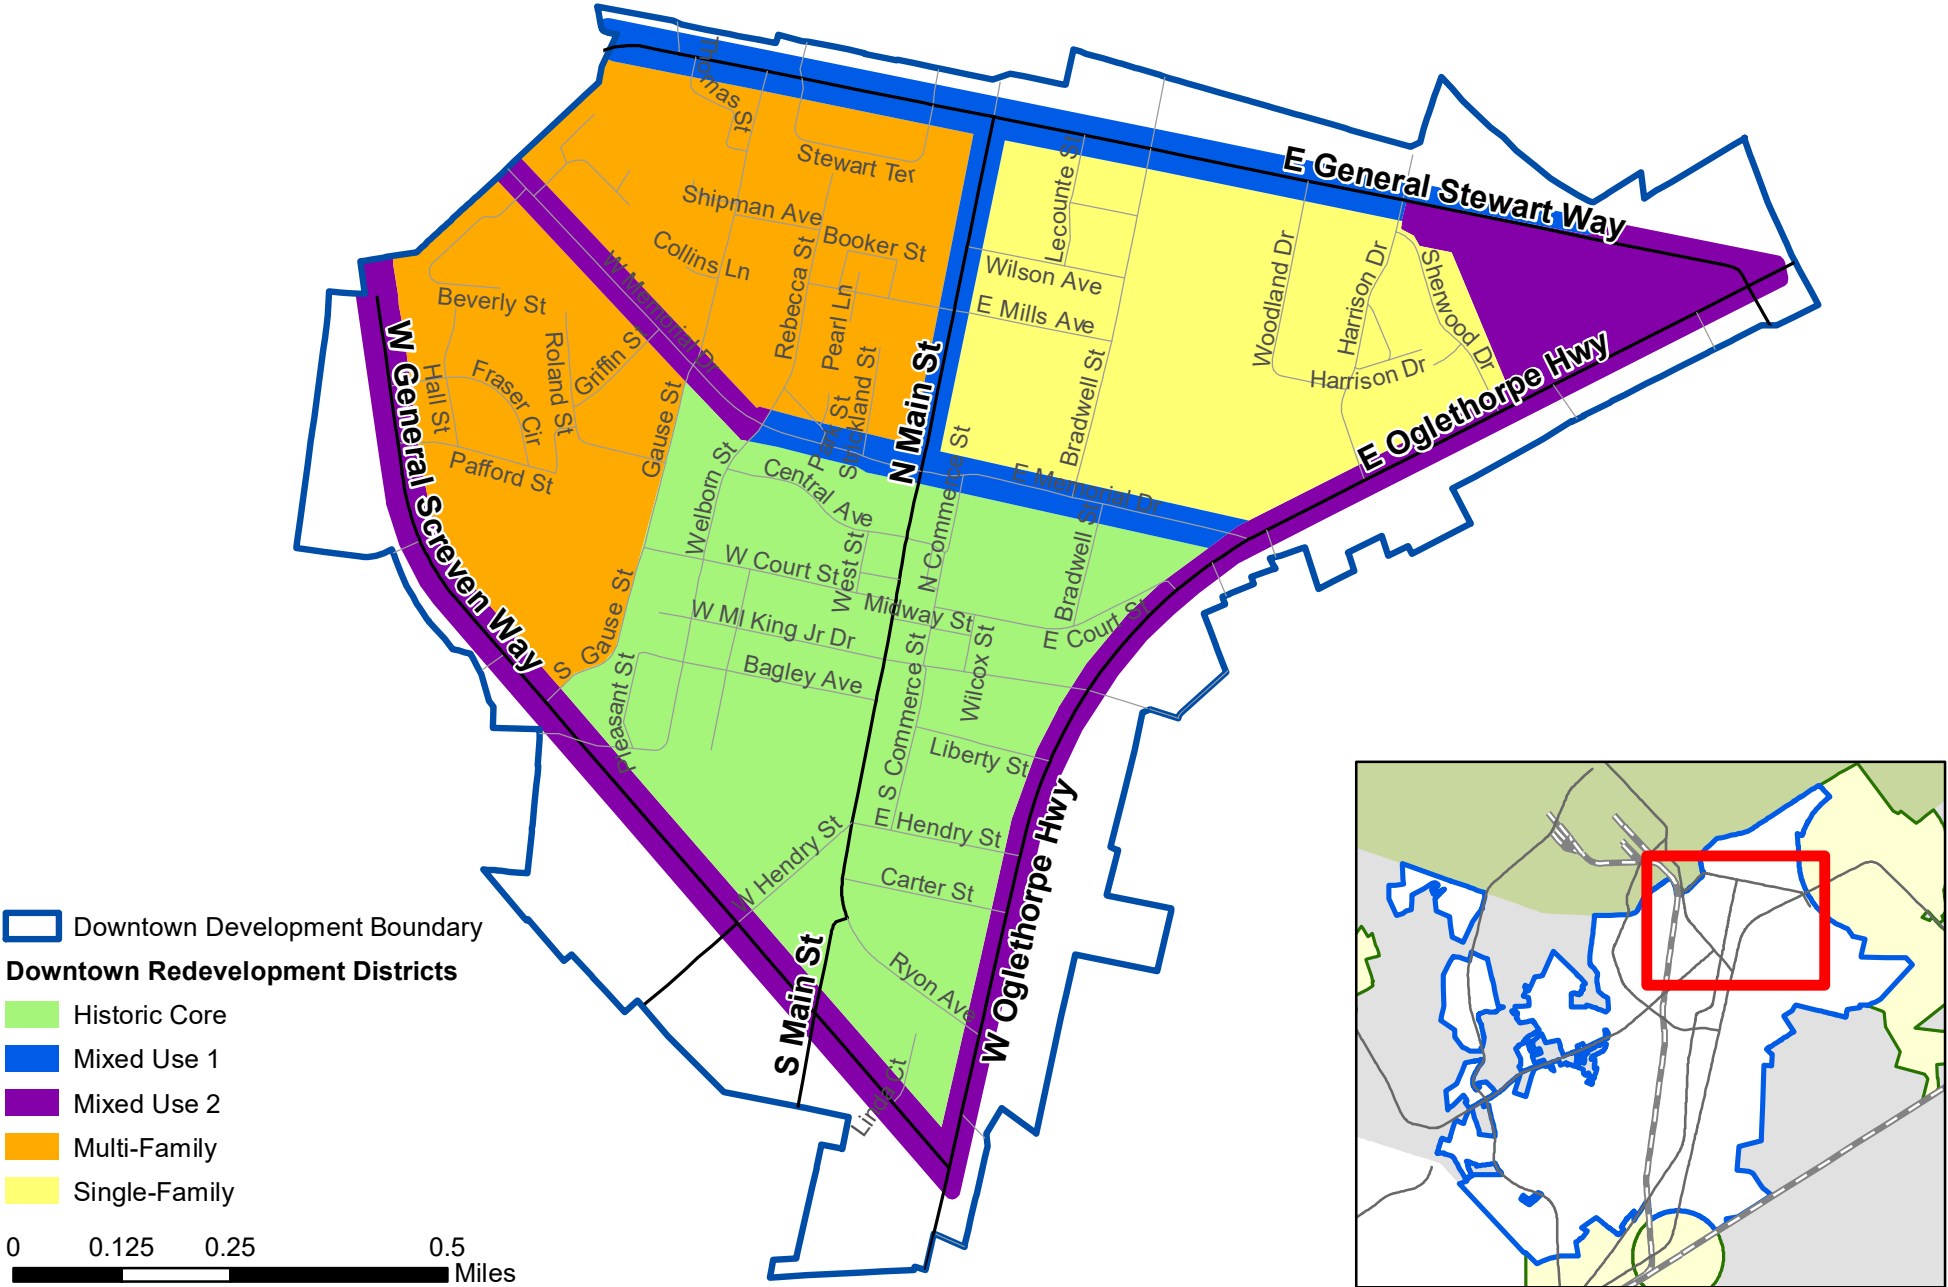 Thomas St
Stewart Ter
E General Stewart Way
Shipman Ave
Booker St
Lecounte St
Collins Ln
Wilson Ave
Woodland Dr
Harrison Dr
Sherwood Dr
W Memorial Dr
Rebecca St
Pearl Ln
E Mills Ave
Beverly St
Roland St
Griffin St
Hall St
Fraser Cir
Strickland St
Park St
N Main St
Bradwell St
Harrison Dr
E Oglethorpe Hwy
Gause St
Pafford St
W General Screven Way
Welborn St
Central Ave
N Commerce St
E Memorial Dr
W Court St
West St
Bradwell St
Midway St
W Ml King Jr Dr
E Court St
S Gause St
Pleasant St
Bagley Ave
S Commerce St
Wilcox St
Liberty St
E Hendry St
W Hendry St
Carter St
W Oglethorpe Hwy
Ryon Ave
S Main St
Linda Ct
Downtown Development Boundary
Downtown Redevelopment Districts
Historic Core
Mixed Use 1
Mixed Use 2
Multi-Family
Single-Family
0 0.125 0.25 0.5
Miles